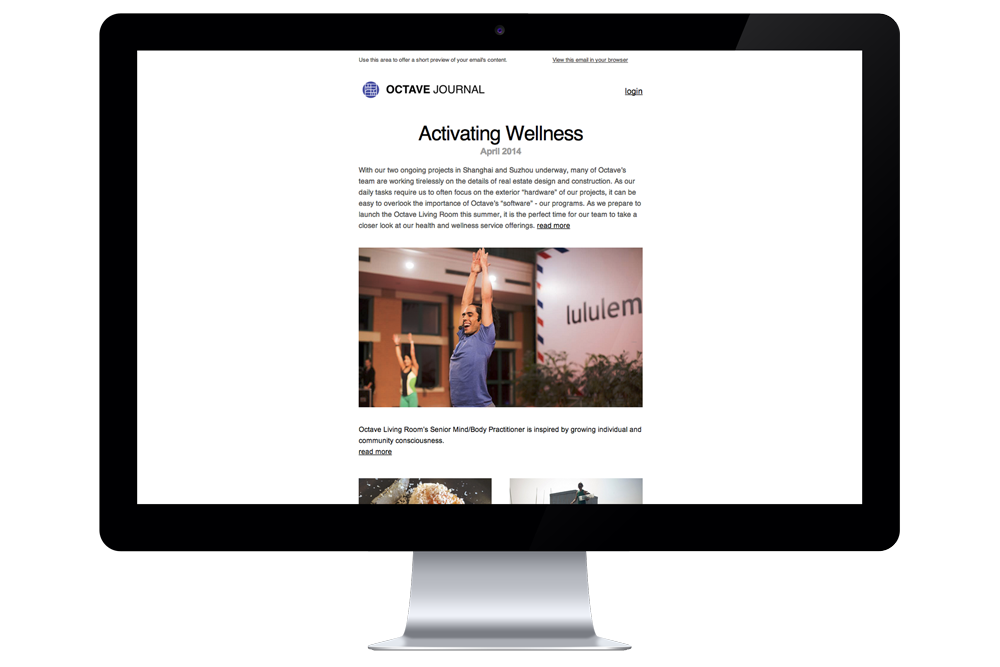 Use this area to offer a short preview of your email's content.
View this email in your browser
OCTAVE JOURNAL
login
Activating Wellness
April 2014
With our two ongoing projects in Shanghai and Suzhou underway, many of Octave's
team are working tirelessly on the details of real estate design and construction. As our
daily tasks require us to often focus on the exterior "hardware" of our projects, it can be
easy to overlook the importance of Octave's "software" - our programs. As we prepare to
launch the Octave Living Room this summer, it is the perfect time for our team to take a
closer look at our health and wellness service offerings. read more
lululem
Octave Living Room's Senior Mind/Body Practitioner is inspired by growing individual and
community consciousness.
read more